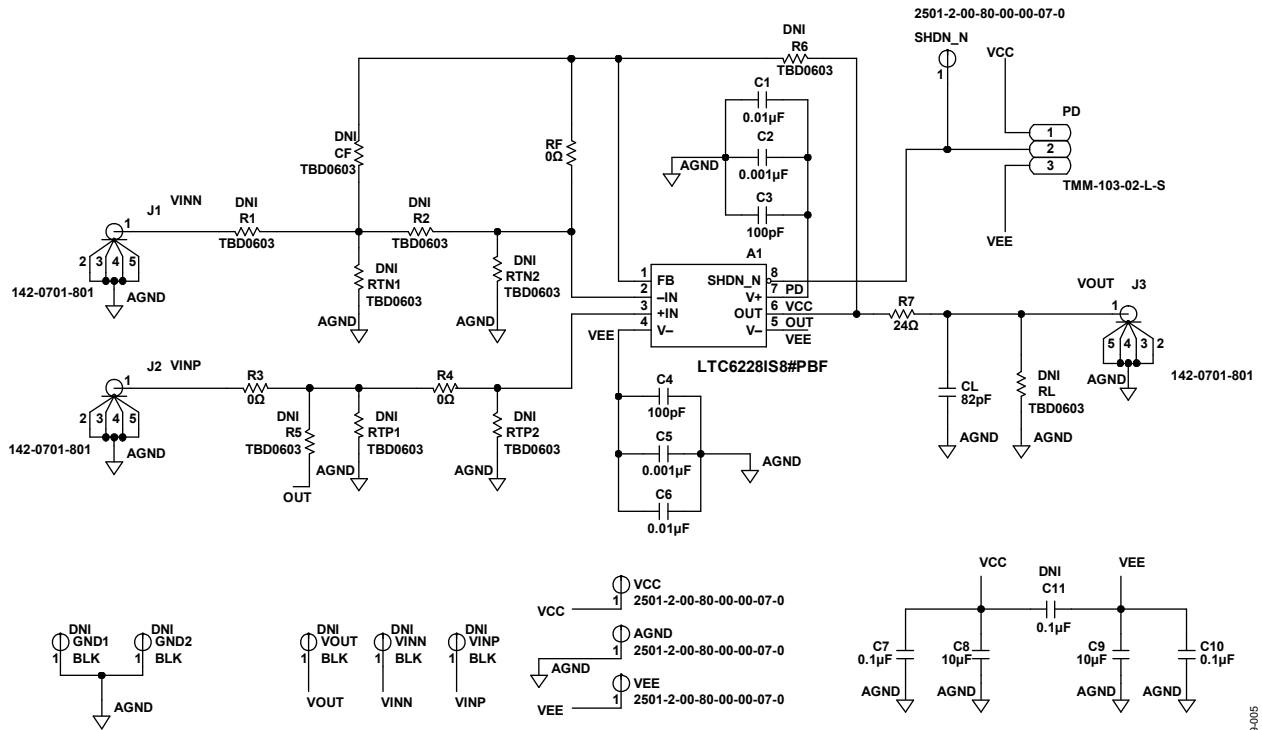 2501-2-00-80-00-00-07-0
SHDN_N
1
VCC
PD
1
2
3
TMM-103-02-L-S
VEE
DNI
R6
TBD0603
C1
0.01µF
C2
0.001µF
C3
100pF
AGND
DNI
CF
TBD0603
RF
0Ω
J1
VINN
1
2 3 4 5
142-0701-801
AGND
DNI
R1
TBD0603
DNI
R2
TBD0603
DNI
RTN1
TBD0603
AGND
DNI
RTN2
TBD0603
AGND
A1
1 FB
2 –IN
3 +IN
4 V–
SHDN_N 8
V+ 7 PD
OUT 6 VCC
V– 5 OUT
VEE
VEE
LTC6228IS8#PBF
R7
24Ω
VOUT
J3
1
5 4 3 2
AGND
142-0701-801
CL
82pF
AGND
DNI
RL
TBD0603
AGND
J2
VINP
1
2 3 4 5
142-0701-801
AGND
R3
0Ω
R4
0Ω
DNI
R5
TBD0603
OUT
DNI
RTP1
TBD0603
AGND
DNI
RTP2
TBD0603
AGND
C4
100pF
C5
0.001µF
C6
0.01µF
AGND
DNI
GND1
1 BLK
DNI
GND2
1 BLK
AGND
DNI
VOUT
1 BLK
VOUT
DNI
VINN
1 BLK
VINN
DNI
VINP
1 BLK
VINP
VCC
1 2501-2-00-80-00-00-07-0
VCC
AGND
1 2501-2-00-80-00-00-07-0
AGND
VEE
1 2501-2-00-80-00-00-07-0
VEE
VCC
DNI
C11
0.1µF
VEE
C7
0.1µF
AGND
C8
10µF
AGND
C9
10µF
AGND
C10
0.1µF
AGND